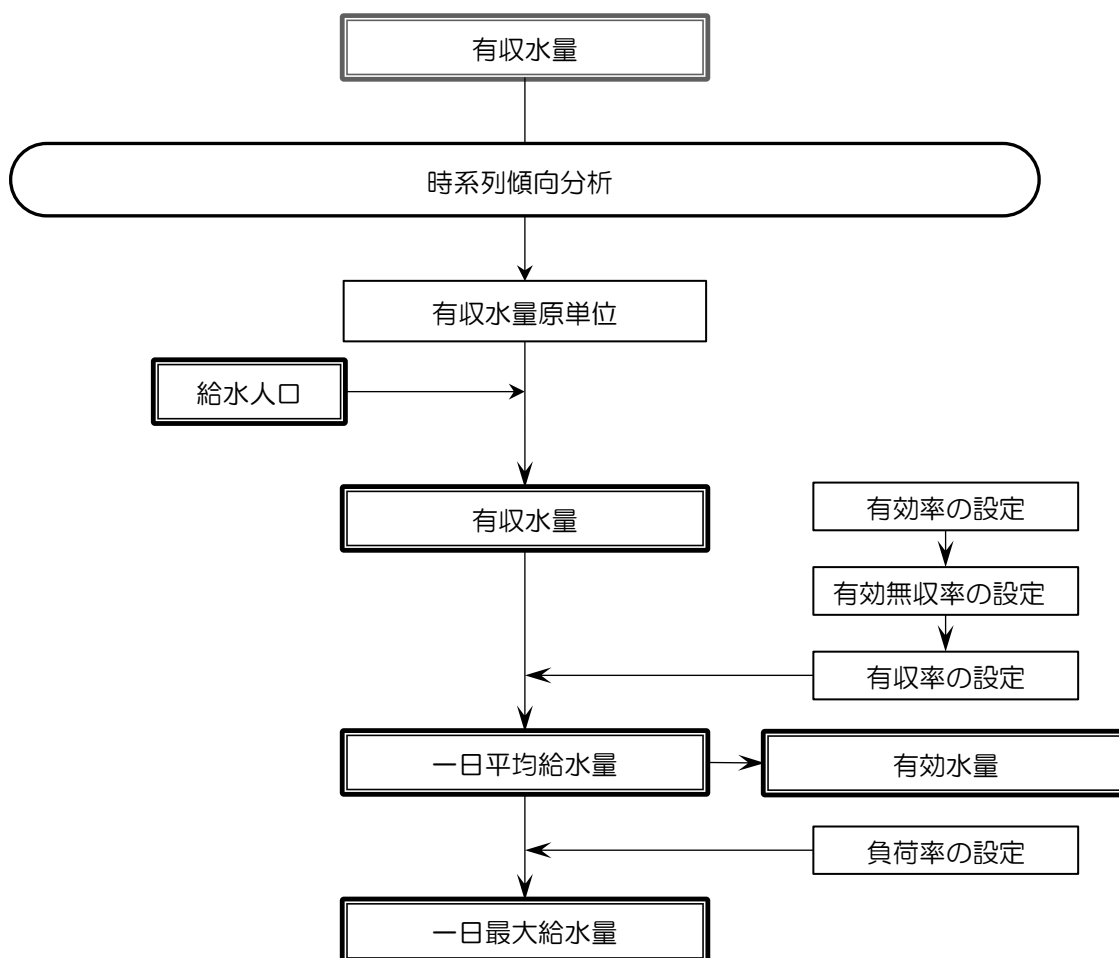 有収水量
時系列傾向分析
有収水量原単位
給水人口
有収水量
有効率の設定
有効無収率の設定
有収率の設定
一日平均給水量
有効水量
負荷率の設定
一日最大給水量